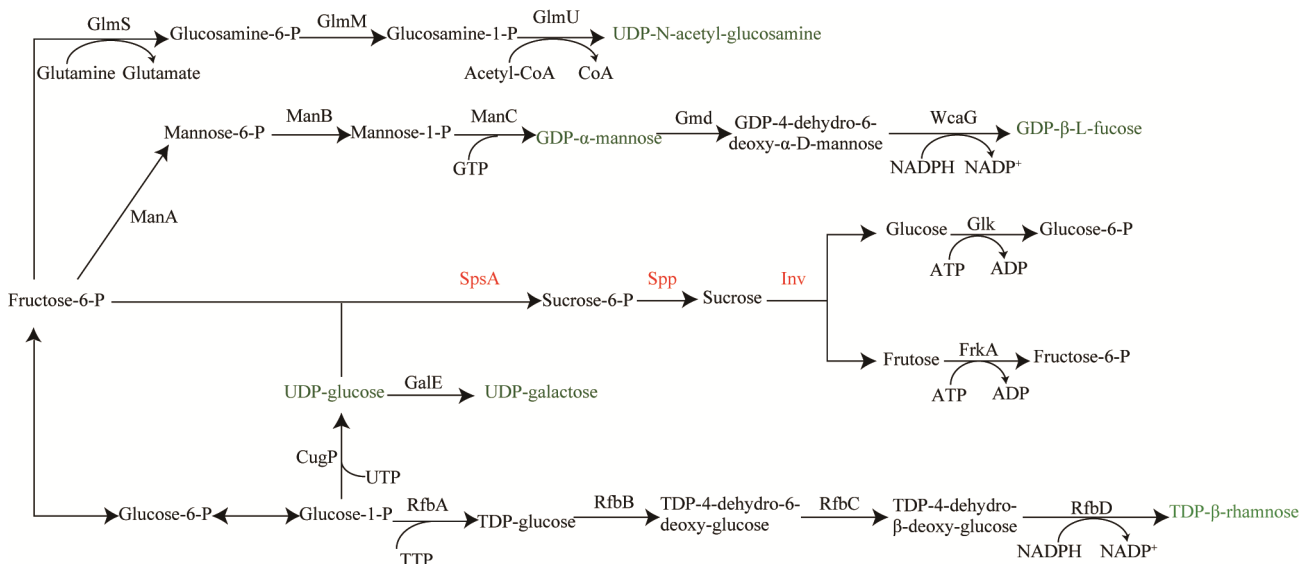 GlmS GlmM GlmU
Glucosamine-6-P Glucosamine-1-P UDP-N-acetyl-glucosamine
Glutamine Glutamate Acetyl-CoA CoA
ManB ManC Gmd WcaG
Mannose-6-P Mannose-1-P GDP-α-mannose GDP-4-dehydro-6-
deoxy-α-D-mannose GDP-β-L-fucose
GTP NADPH NADP⁺
ManA
Glucose Glk Glucose-6-P
ATP ADP
SpsA Spp Inv
Fructose-6-P Sucrose-6-P Sucrose
Frutose FrkA Fructose-6-P
ATP ADP
UDP-glucose GalE UDP-galactose
CugP UTP
Glucose-6-P Glucose-1-P RfbA TDP-glucose RfbB TDP-4-dehydro-6-
deoxy-glucose RfbC TDP-4-dehydro-
β-deoxy-glucose RfbD TDP-β-rhamnose
TTP NADPH NADP⁺